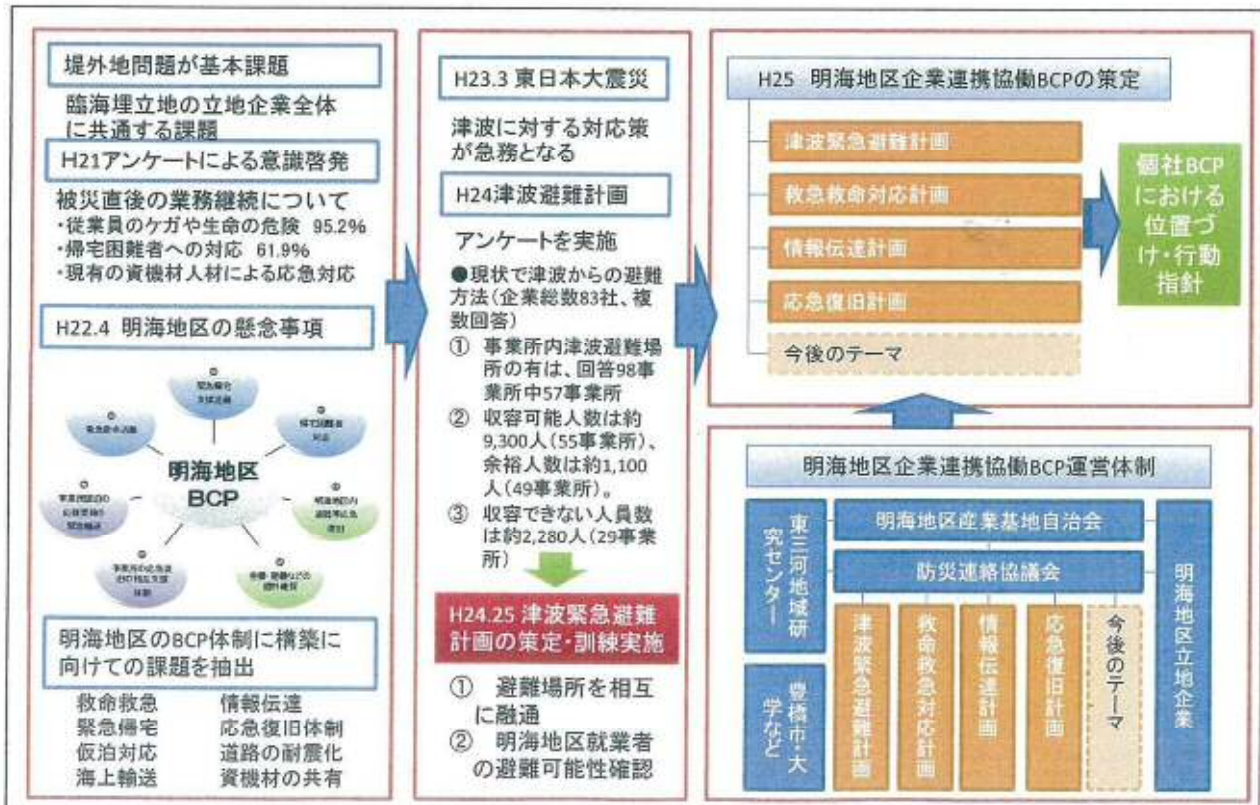 堤外地問題が基本課題
臨海埋立地の立地企業全体
に共通する課題
H21アンケートによる意識啓発
被災直後の業務継続について
・従業員のケガや生命の危険 95.2%
・帰宅困難者への対応 61.9%
・現有の資機材人材による応急対応
H22.4 明海地区の懸念事項
明海地区
BCP
明海地区のBCP体制に構築に
向けての課題を抽出
救命救急 情報伝達
緊急帰宅 応急復旧体制
仮泊対応 道路の耐震化
海上輸送 資機材の共有
H23.3 東日本大震災
津波に対する対応策
が急務となる
H24津波避難計画
アンケートを実施
●現状で津波からの避難
方法(企業総数83社、複
数回答)
① 事業所内津波避難場
所の有は、回答98事
業所中57事業所
② 収容可能人数は約
9,300人(55事業所)、
余裕人数は約1,100
人(49事業所)。
③ 収容できない人員数
は約2,280人(29事業
所)
H24.25 津波緊急避難
計画の策定・訓練実施
① 避難場所を相互
に融通
② 明海地区就業者
の避難可能性確認
H25 明海地区企業連携協働BCPの策定
津波緊急避難計画
救急救命対応計画
情報伝達計画
応急復旧計画
今後のテーマ
個社BCP
における
位置づ
け・行動
指針
明海地区企業連携協働BCP運営体制
東三河地域研
究センター
豊橋市・大
学など
明海地区産業基地自治会
防災連絡協議会
津波緊急避難計画
救命救急対応計画
情報伝達計画
応急復旧計画
今後のテーマ
明海地区立地企業